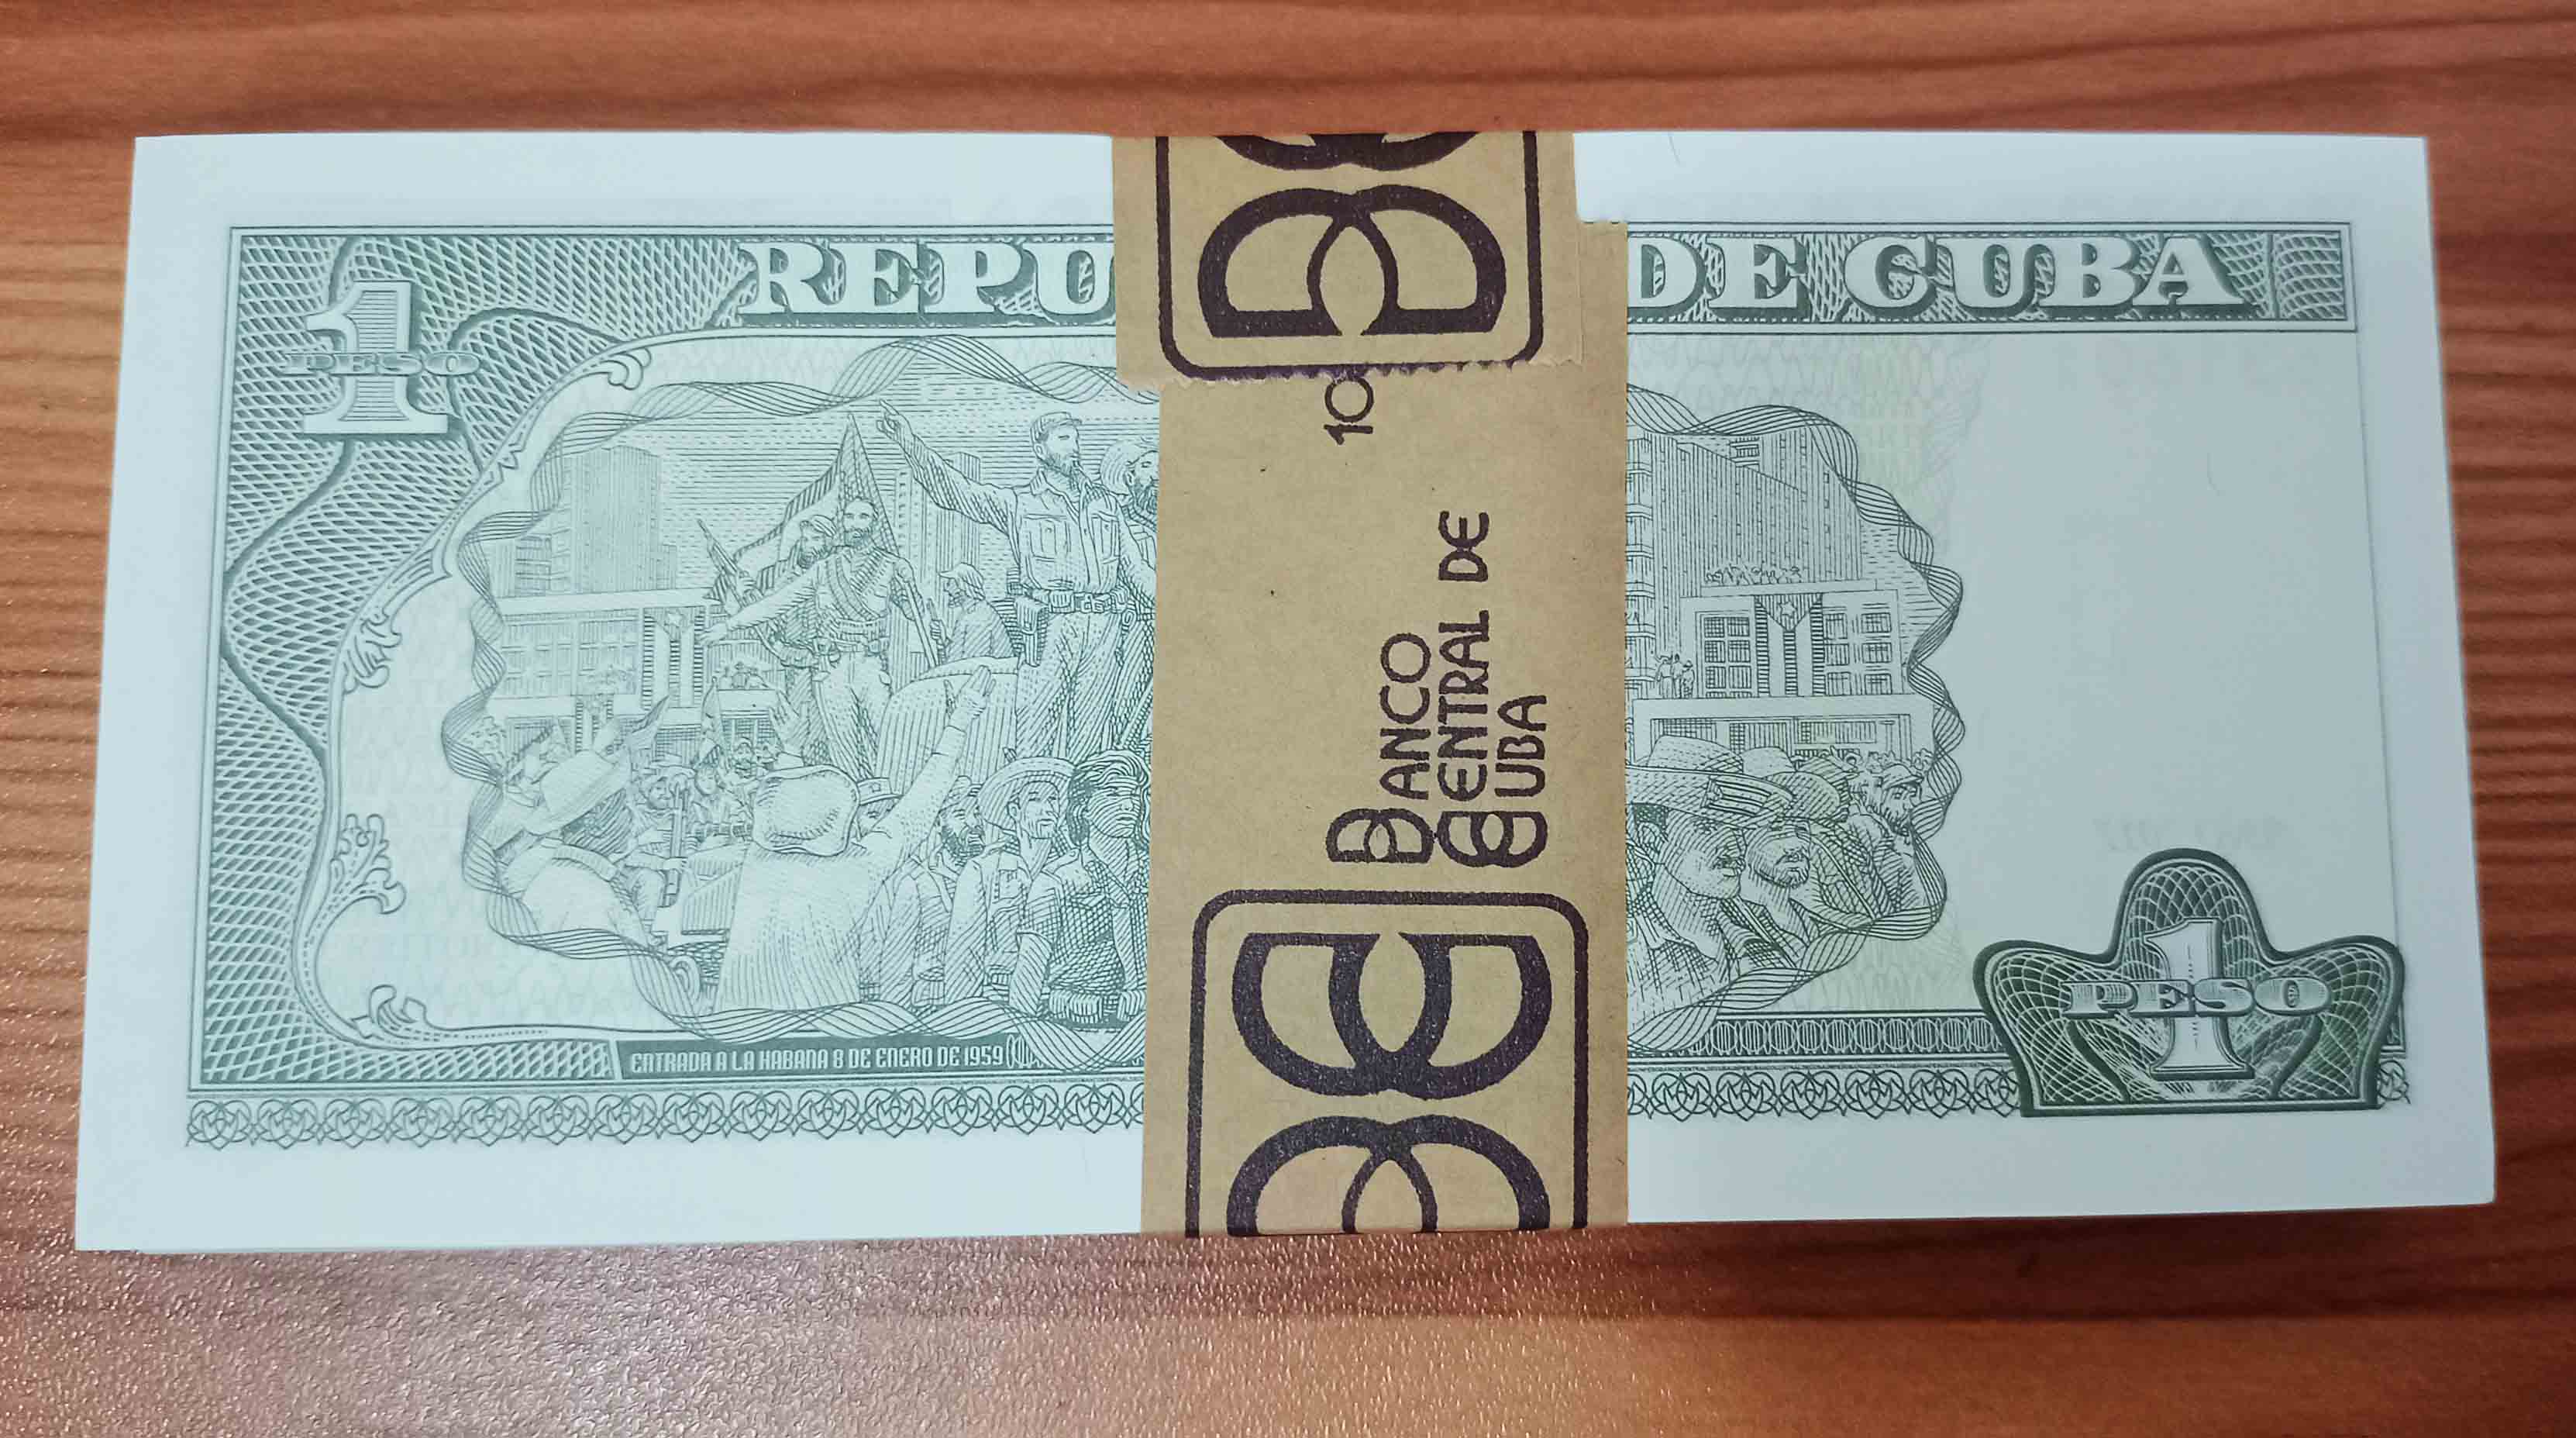 REPU DE CUBA
1
PESO
10
BANCO
CENTRAL DE
CUBA
ENTRADA A LA HABANA 8 DE ENERO DE 1959
1
PESO